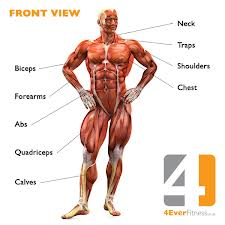 FRONT VIEW
Neck
Traps
Biceps
Shoulders
Forearms
Chest
Abs
Quadriceps
Calves
4
4EverFitness